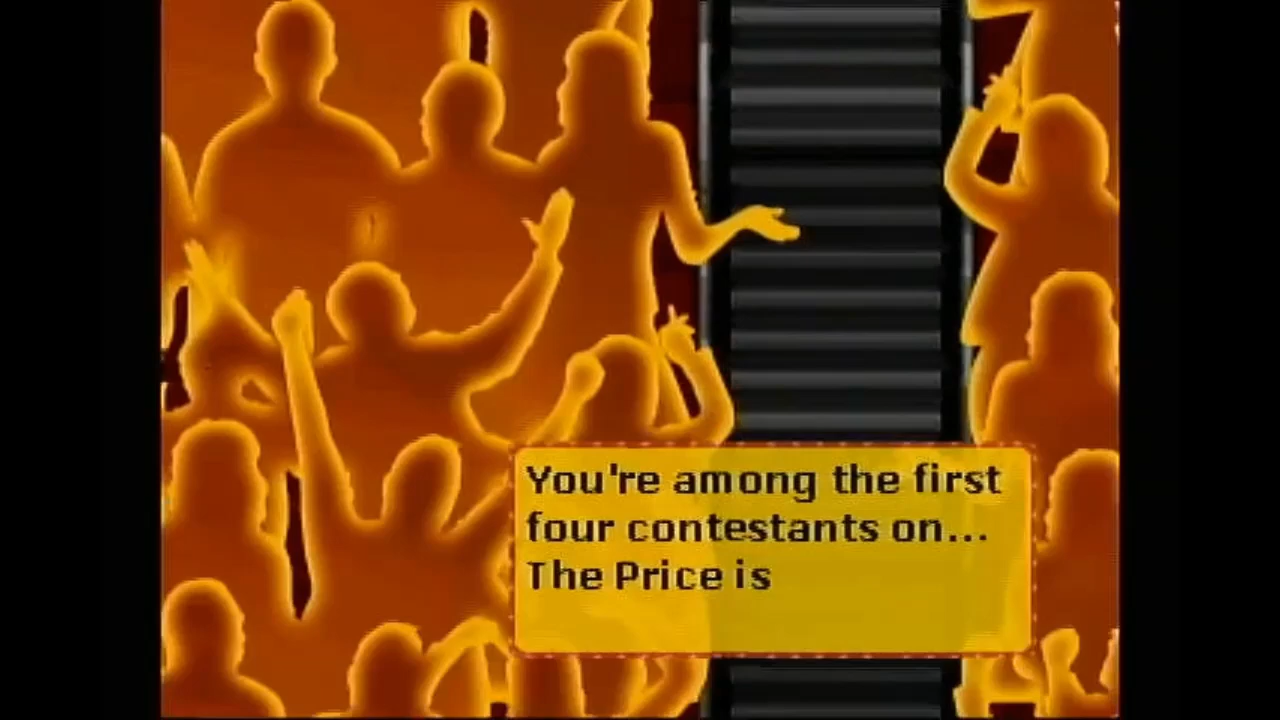 You're among the first
four contestants on...
The Price is